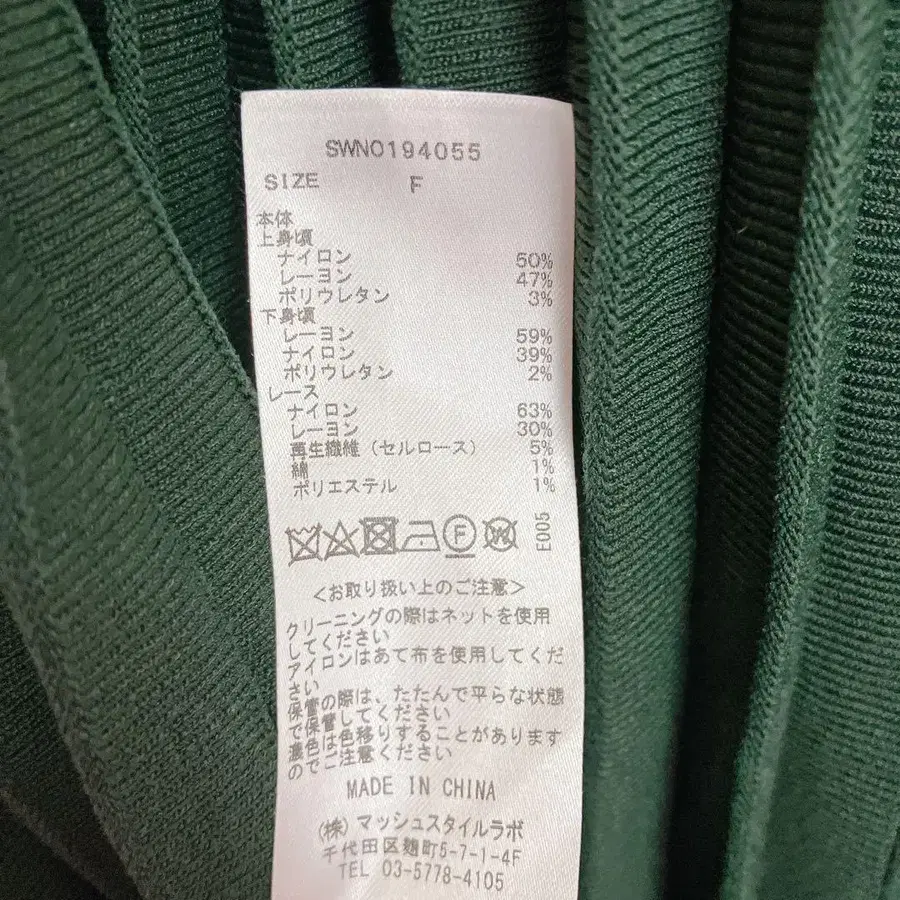 SWNO194055
SIZE F
本体
上身頃
ナイロン 50%
レーヨン 47%
ポリウレタン 3%
下身頃
レーヨン 59%
ナイロン 39%
ポリウレタン 2%
レース
ナイロン 63%
レーヨン 30%
再生繊維(セルロース) 5%
綿 1%
ポリエステル 1%
F W E005
<お取り扱い上のご注意>
クリーニングの際はネットを使用
してください
アイロンはあて布を使用してくだ
さい
保管の際は、たたんで平らな状態
で保管してください
濃色は色移りすることがあります
のでご注意ください
MADE IN CHINA
(株)マッシュスタイルラボ
千代田区麹町5-7-1-4F
TEL 03-5778-4105